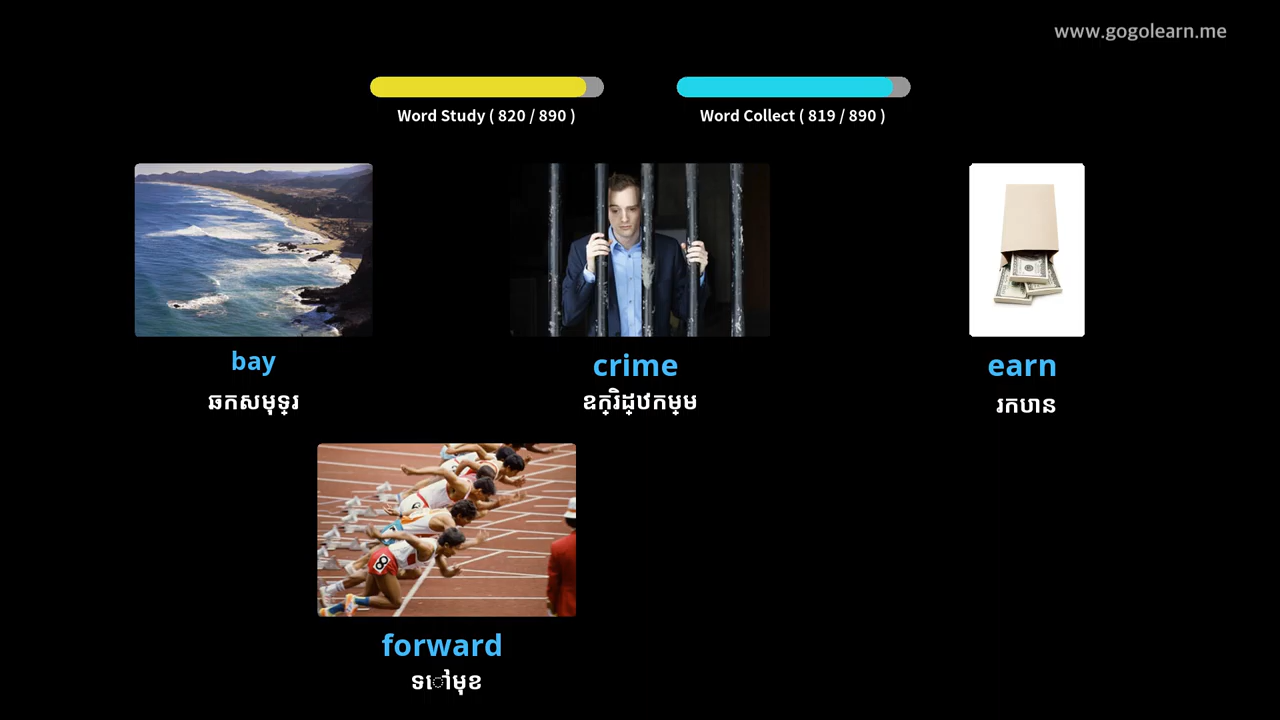 www.gogolearn.me
Word Study ( 820 / 890 )
Word Collect ( 819 / 890 )
bay
crime
earn
ឆកសមុទ្រ
ឧក្រិដ្ឋកម្ម
រកបាន
8
forward
ទៅមុខ